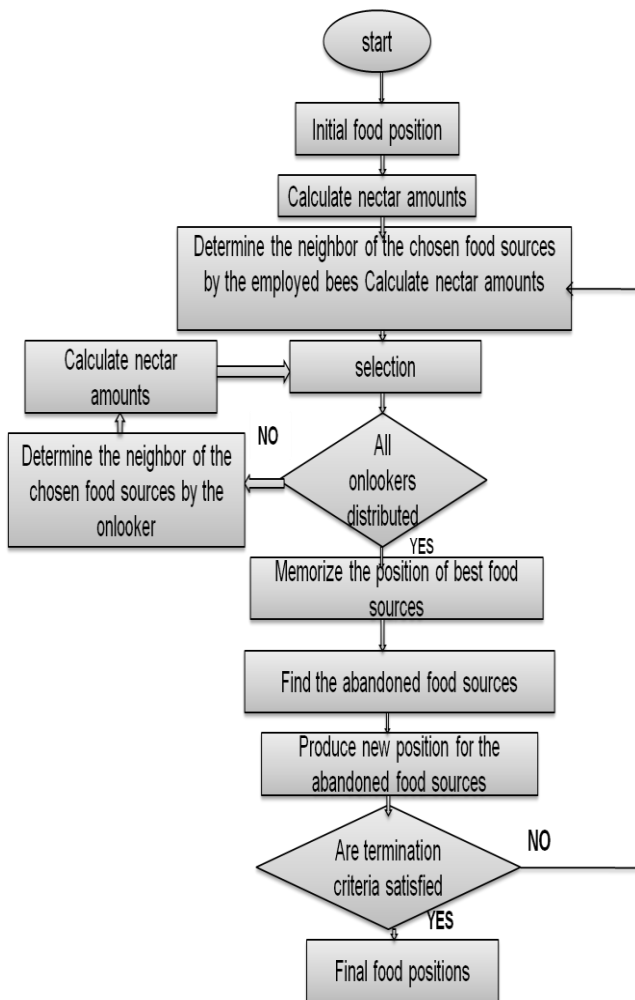 start
Initial food position
Calculate nectar amounts
Determine the neighbor of the chosen food sources
by the employed bees Calculate nectar amounts
Calculate nectar
amounts
selection
NO
Determine the neighbor of the
chosen food sources by the
onlooker
All
onlookers
distributed
YES
Memorize the position of best food
sources
Find the abandoned food sources
Produce new position for the
abandoned food sources
Are termination
criteria satisfied
NO
YES
Final food positions